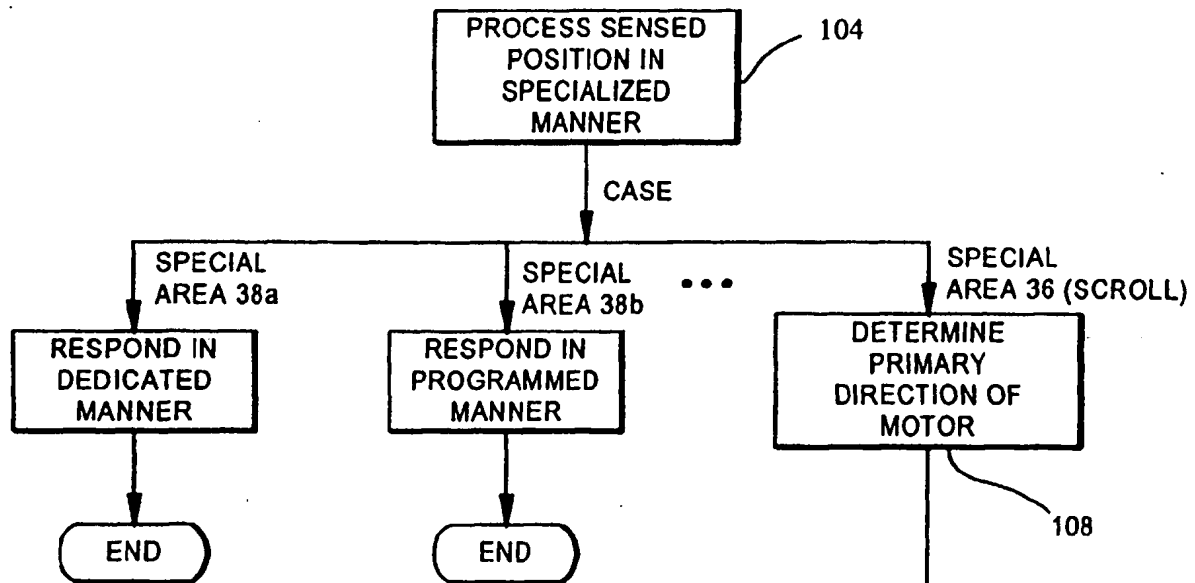 PROCESS SENSED
POSITION IN
SPECIALIZED
MANNER
104
CASE
SPECIAL
AREA 38a
SPECIAL
AREA 38b
•••
SPECIAL
AREA 36 (SCROLL)
RESPOND IN
DEDICATED
MANNER
RESPOND IN
PROGRAMMED
MANNER
DETERMINE
PRIMARY
DIRECTION OF
MOTOR
108
END
END